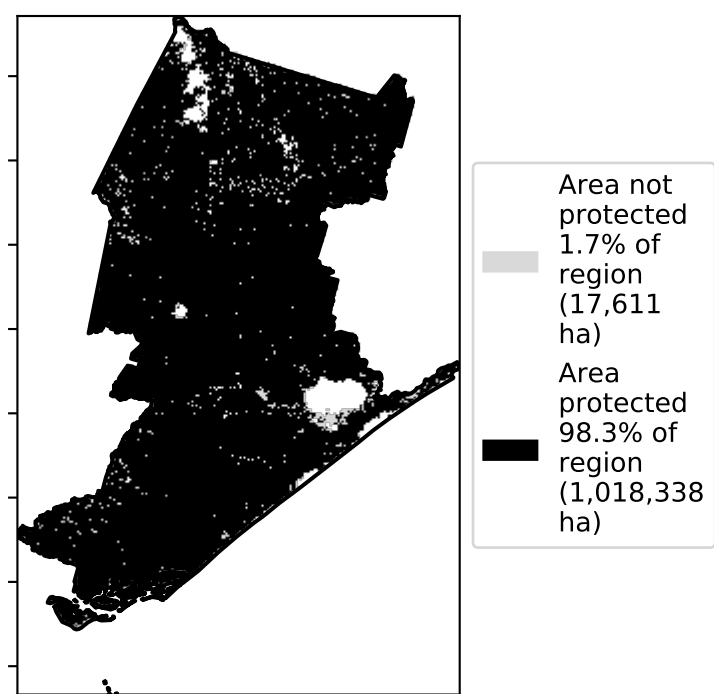 Area not
protected
1.7% of
region
(17,611
ha)
Area
protected
98.3% of
region
(1,018,338
ha)